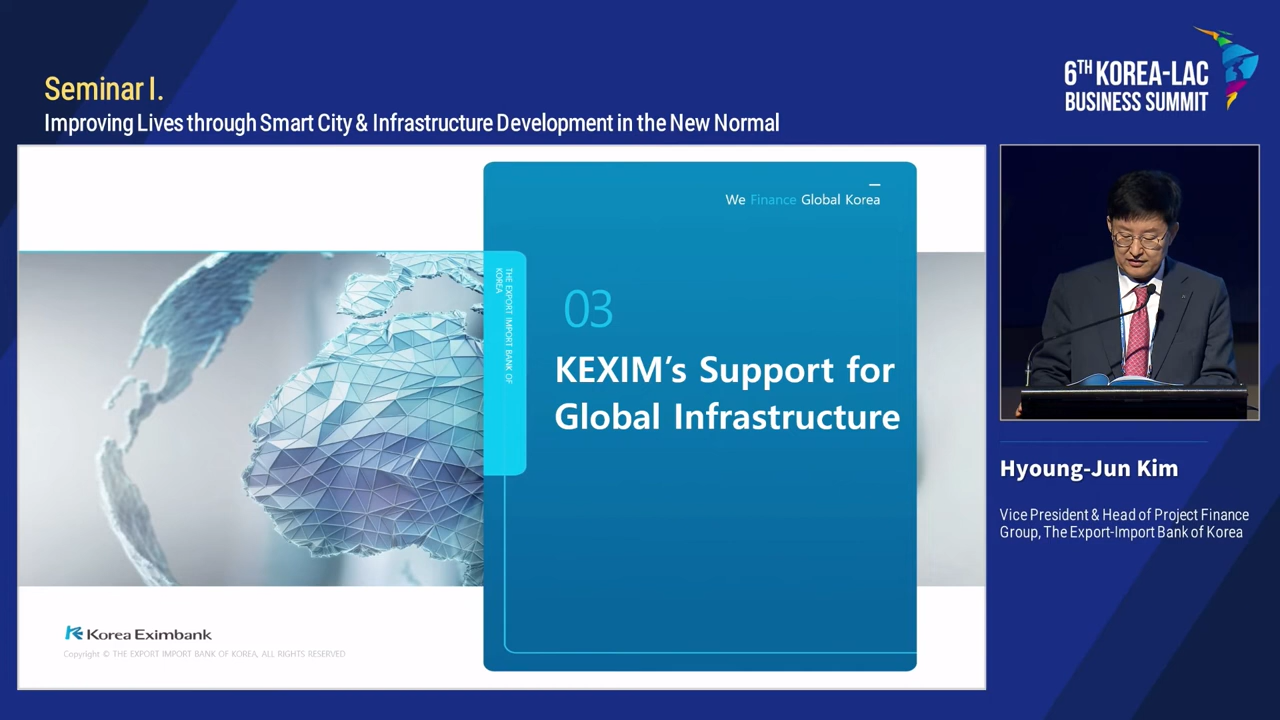 Seminar I.
Improving Lives through Smart City & Infrastructure Development in the New Normal
6TH KOREA-LAC
BUSINESS SUMMIT
We Finance Global Korea
THE EXPORT IMPORT BANK OF
KOREA
03
KEXIM's Support for
Global Infrastructure
Korea Eximbank
Copyright © THE EXPORT IMPORT BANK OF KOREA, ALL RIGHTS RESERVED
Hyoung-Jun Kim
Vice President & Head of Project Finance
Group, The Export-Import Bank of Korea